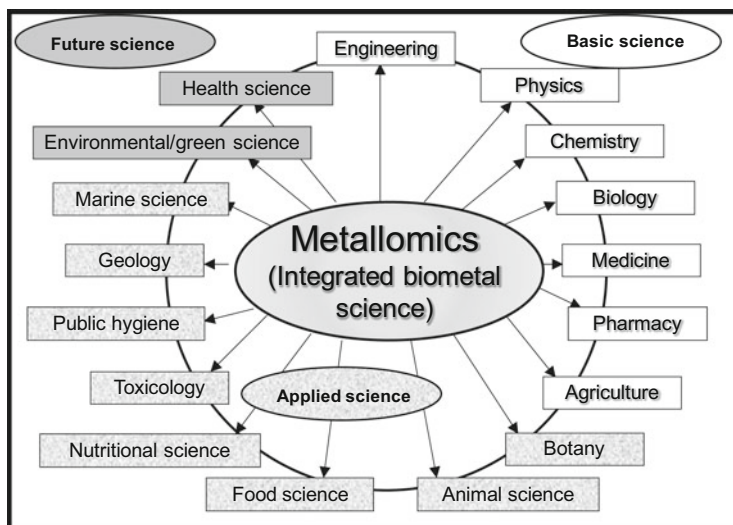 Future science
Engineering
Basic science
Health science
Physics
Environmental/green science
Chemistry
Marine science
Biology
Metallomics
(Integrated biometal
science)
Geology
Medicine
Public hygiene
Pharmacy
Toxicology
Applied science
Agriculture
Nutritional science
Botany
Food science
Animal science